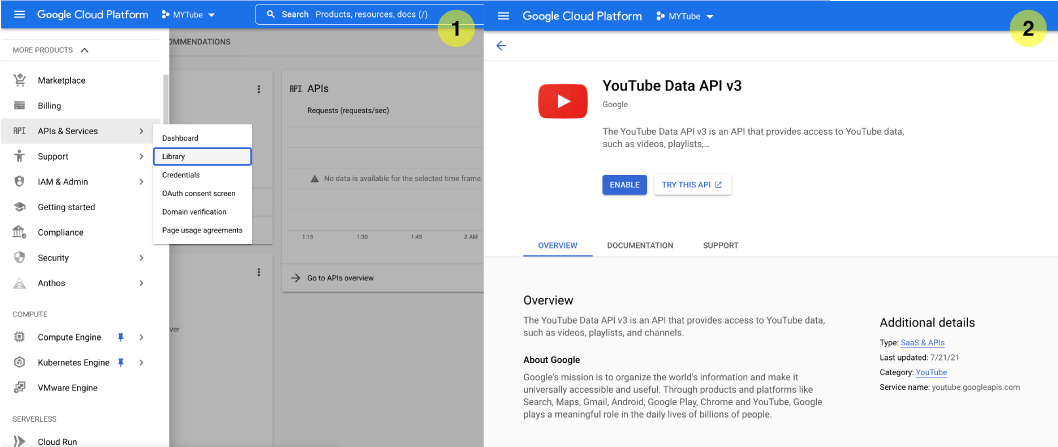 Google Cloud Platform
MYTube
Search Products, resources, docs (/)
1
MORE PRODUCTS
OMMENDATIONS
Marketplace
Billing
API APIs & Services
Support
IAM & Admin
Getting started
Compliance
Security
Anthos
COMPUTE
Compute Engine
Kubernetes Engine
VMware Engine
SERVERLESS
Cloud Run
Dashboard
Library
Credentials
OAuth consent screen
Domain verification
Page usage agreements
API APIs
Requests (requests/sec)
No data is available for the selected time frame.
1:15 1:30 1:45 2 AM
Go to APIs overview
ver
Google Cloud Platform
MYTube
2
YouTube Data API v3
Google
The YouTube Data API v3 is an API that provides access to YouTube data,
such as videos, playlists,...
ENABLE
TRY THIS API
OVERVIEW DOCUMENTATION SUPPORT
Overview
The YouTube Data API v3 is an API that provides access to YouTube data,
such as videos, playlists, and channels.
About Google
Google's mission is to organize the world's information and make it
universally accessible and useful. Through products and platforms like
Search, Maps, Gmail, Android, Google Play, Chrome and YouTube, Google
plays a meaningful role in the daily lives of billions of people.
Additional details
Type: SaaS & APIs
Last updated: 7/21/21
Category: YouTube
Service name: youtube.googleapis.com